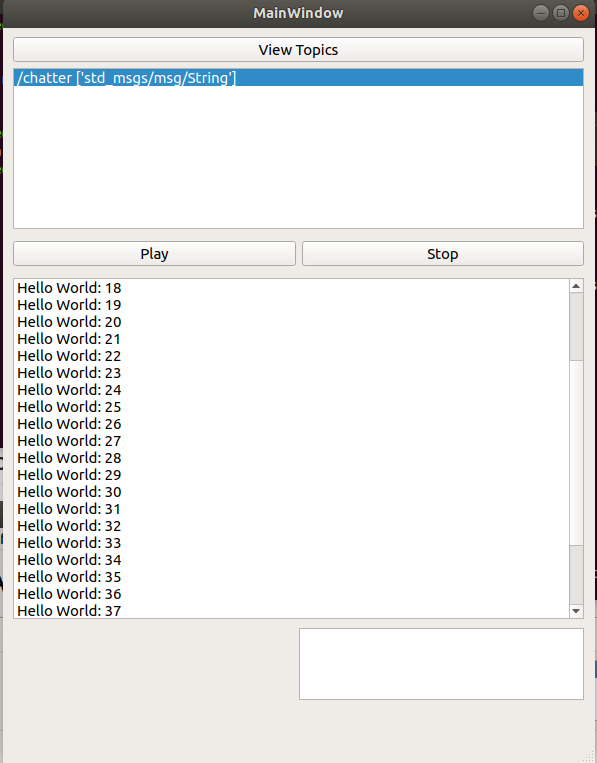 MainWindow
View Topics
/chatter ['std_msgs/msg/String']
Play
Stop
Hello World: 18
Hello World: 19
Hello World: 20
Hello World: 21
Hello World: 22
Hello World: 23
Hello World: 24
Hello World: 25
Hello World: 26
Hello World: 27
Hello World: 28
Hello World: 29
Hello World: 30
Hello World: 31
Hello World: 32
Hello World: 33
Hello World: 34
Hello World: 35
Hello World: 36
Hello World: 37